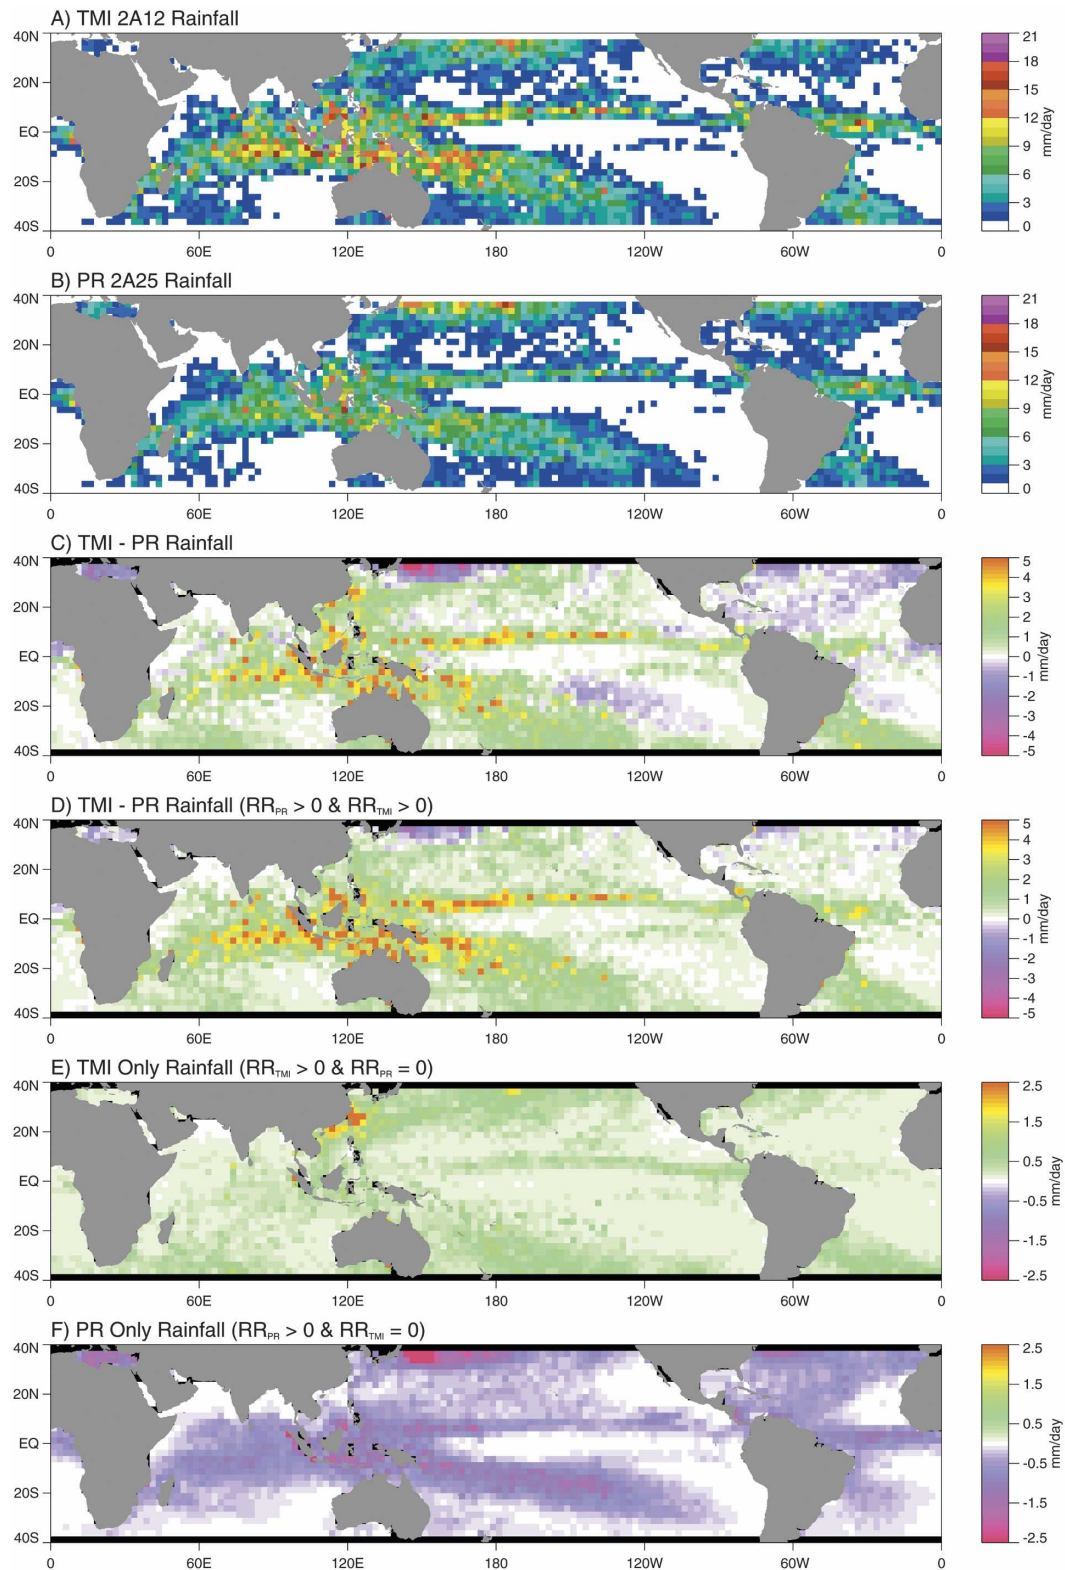 A) TMI 2A12 Rainfall
40N
20N
EQ
20S
40S
0 60E 120E 180 120W 60W 0
21
18
15
12
9
6
3
0
mm/day
B) PR 2A25 Rainfall
40N
20N
EQ
20S
40S
0 60E 120E 180 120W 60W 0
21
18
15
12
9
6
3
0
mm/day
C) TMI - PR Rainfall
40N
20N
EQ
20S
40S
0 60E 120E 180 120W 60W 0
5
4
3
2
1
0
-1
-2
-3
-4
-5
mm/day
D) TMI - PR Rainfall (RRPR > 0 & RRTMI > 0)
40N
20N
EQ
20S
40S
0 60E 120E 180 120W 60W 0
5
4
3
2
1
0
-1
-2
-3
-4
-5
mm/day
E) TMI Only Rainfall (RRTMI > 0 & RRPR = 0)
40N
20N
EQ
20S
40S
0 60E 120E 180 120W 60W 0
2.5
1.5
0.5
-0.5
-1.5
-2.5
mm/day
F) PR Only Rainfall (RRPR > 0 & RRTMI = 0)
40N
20N
EQ
20S
40S
0 60E 120E 180 120W 60W 0
2.5
1.5
0.5
-0.5
-1.5
-2.5
mm/day